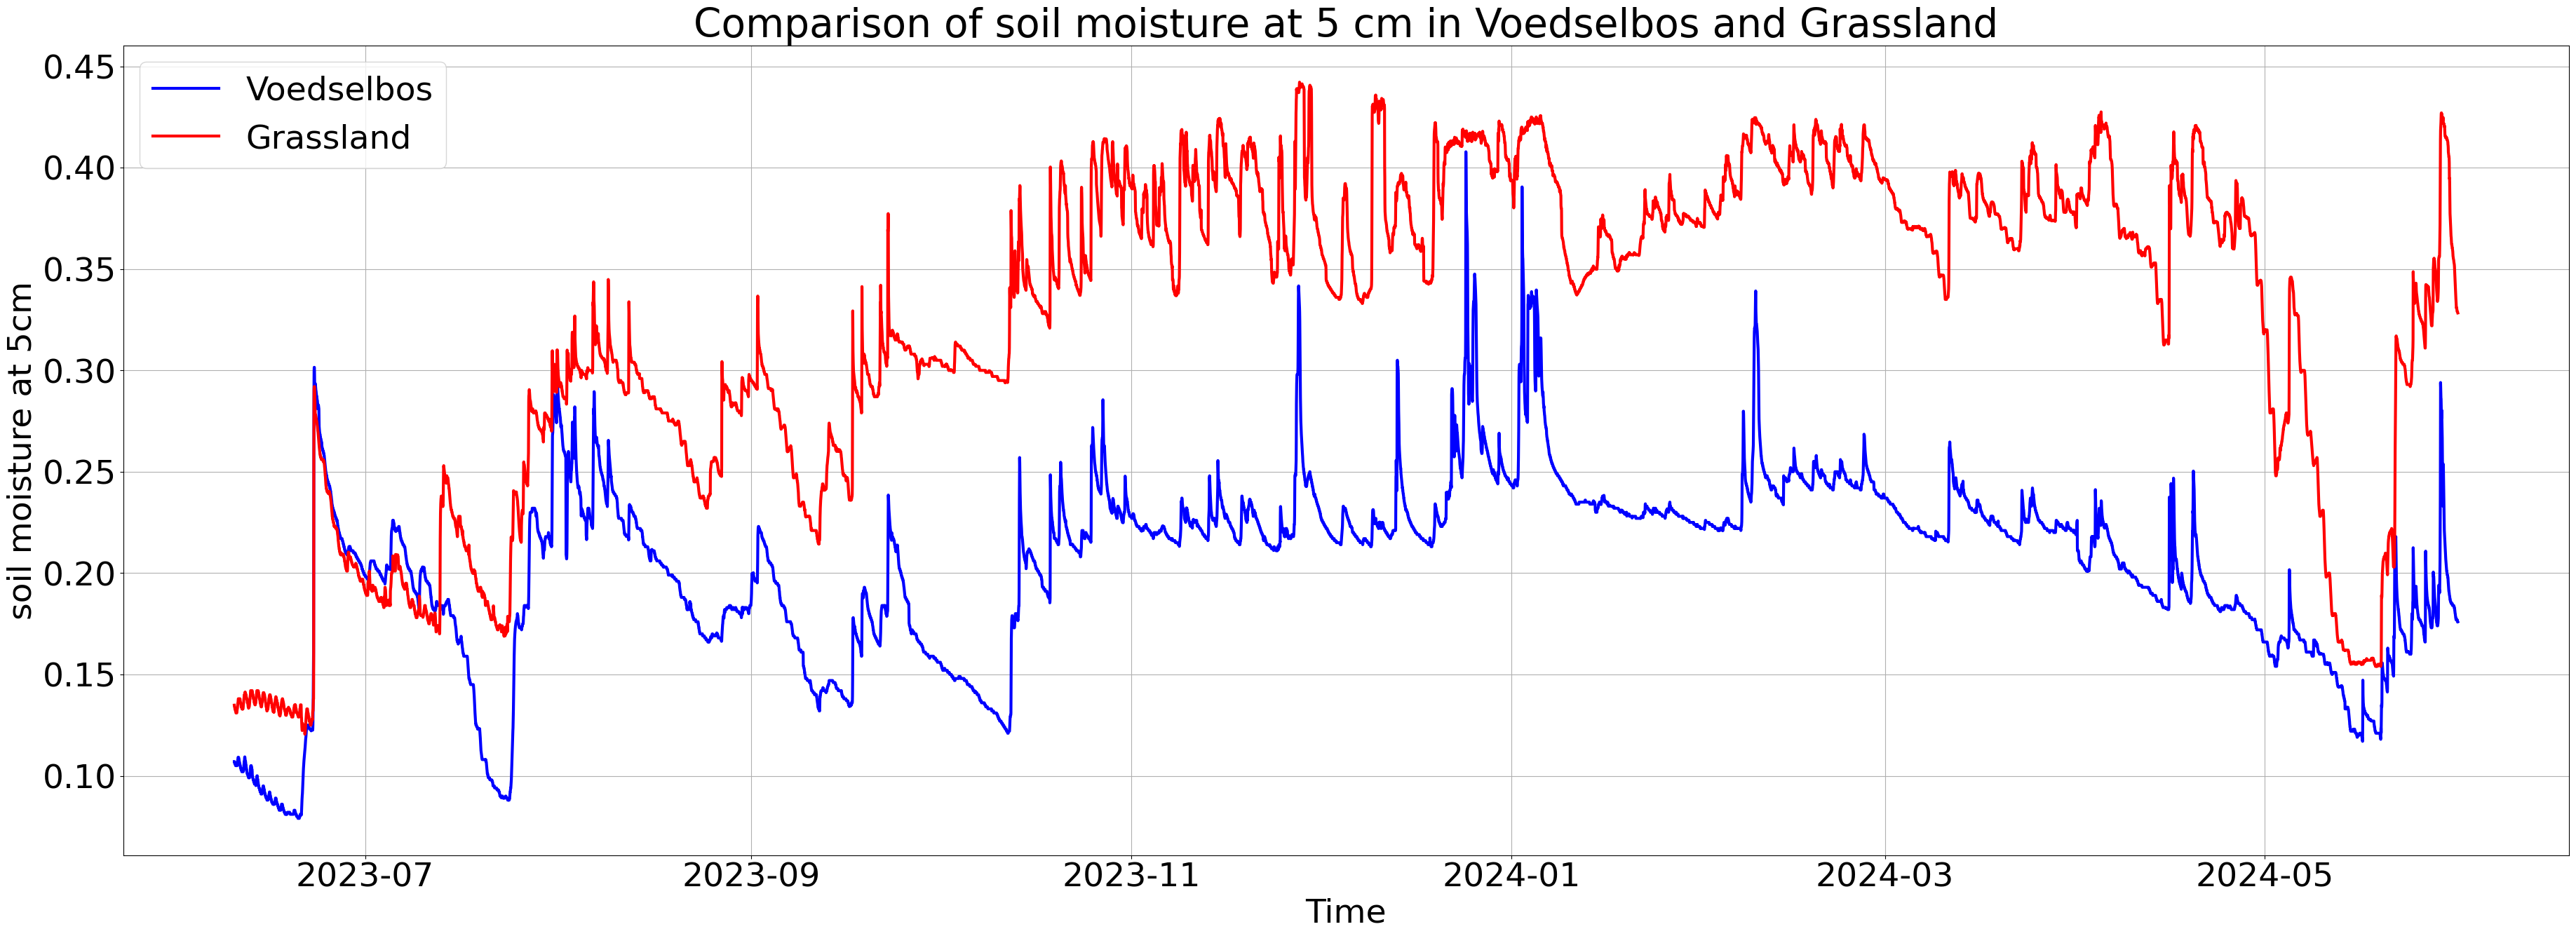 Comparison of soil moisture at 5 cm in Voedselbos and Grassland
Voedselbos
Grassland
soil moisture at 5cm
0.45
0.40
0.35
0.30
0.25
0.20
0.15
0.10
2023-07 2023-09 2023-11 2024-01 2024-03 2024-05
Time